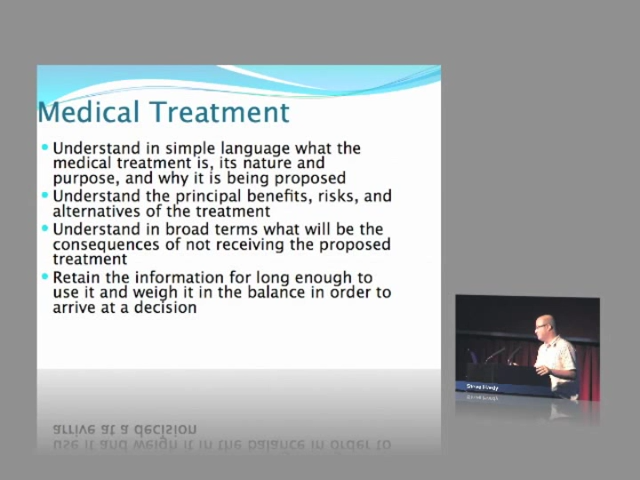 Medical Treatment
Understand in simple language what the
medical treatment is, its nature and
purpose, and why it is being proposed
Understand the principal benefits, risks, and
alternatives of the treatment
Understand in broad terms what will be the
consequences of not receiving the proposed
treatment
Retain the information for long enough to
use it and weigh it in the balance in order to
arrive at a decision